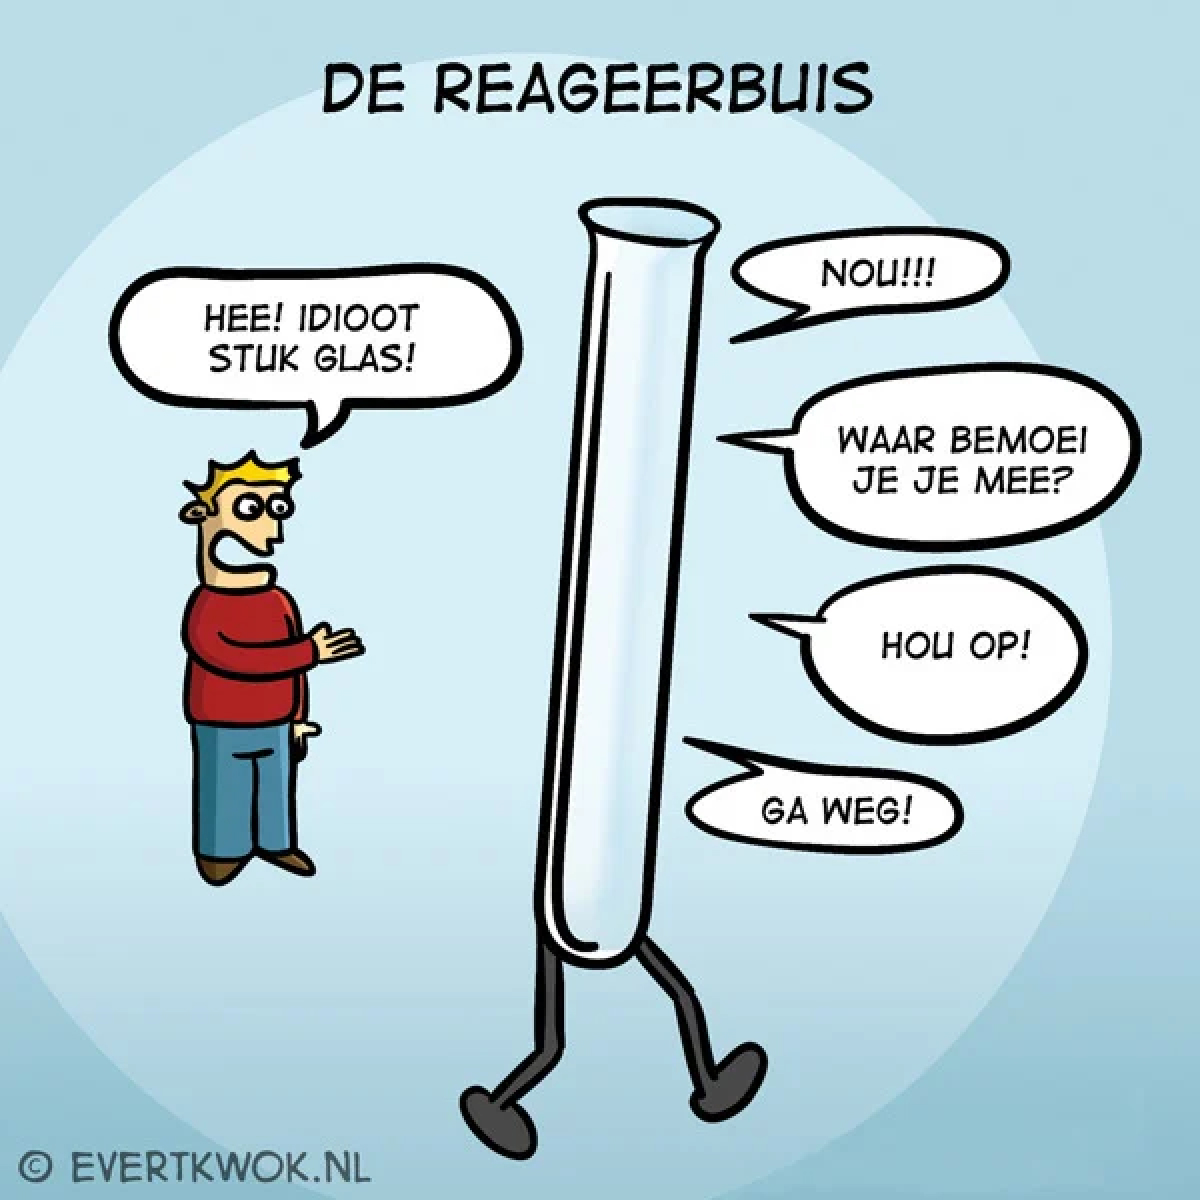 DE REAGEERBUIS
HEE! IDIOOT
STUK GLAS!
NOU!!!
WAAR BEMOEI
JE JE MEE?
HOU OP!
GA WEG!
© EVERTKWOK.NL